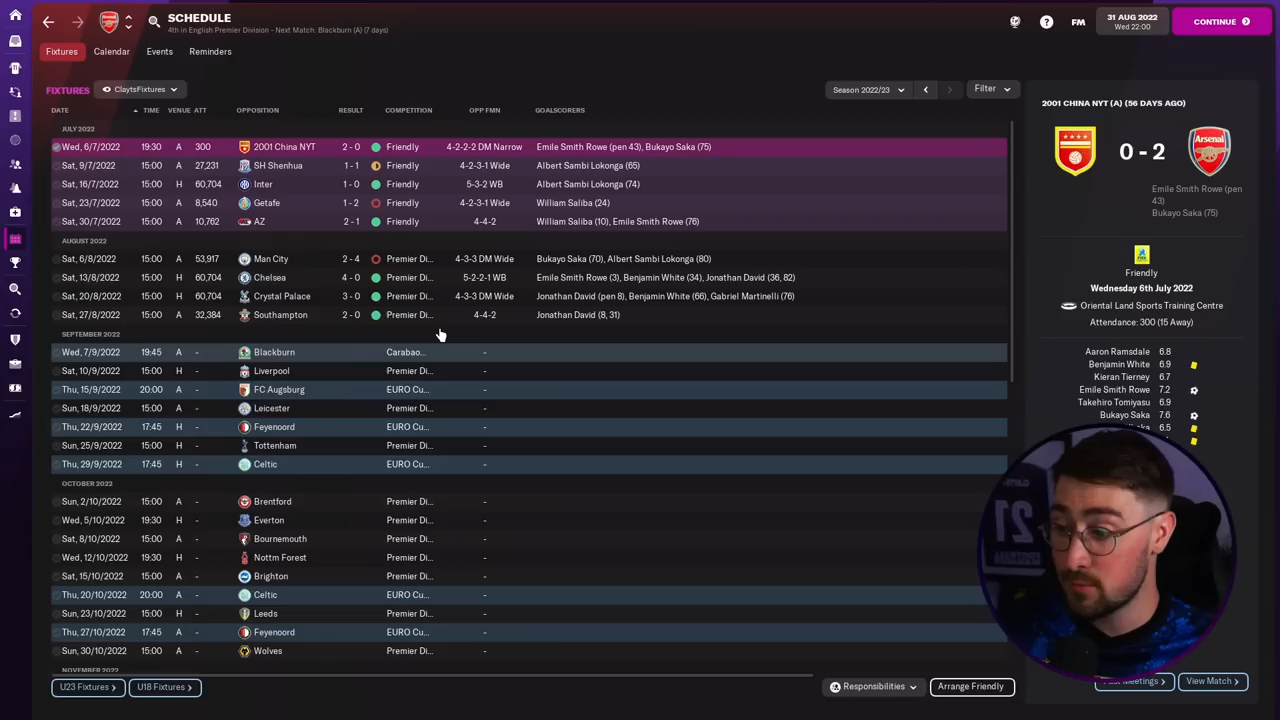 SCHEDULE
4th in English Premier Division - Next Match: Blackburn (A) (7 days)
FM
31 AUG 2022
Wed 22:00
CONTINUE
Fixtures Calendar Events Reminders
FIXTURES ClaytsFixtures Season 2022/23 Filter
DATE TIME VENUE ATT OPPOSITION RESULT COMPETITION OPP FMN GOALSCORERS
JULY 2022
Wed, 6/7/2022 19:30 A 300 2001 China NYT 2 - 0 Friendly 4-2-2-2 DM Narrow Emile Smith Rowe (pen 43), Bukayo Saka (75)
Sat, 9/7/2022 15:00 A 27,231 SH Shenhua 1 - 1 Friendly 4-2-3-1 Wide Albert Sambi Lokonga (65)
Sat, 16/7/2022 15:00 H 60,704 Inter 1 - 0 Friendly 5-3-2 WB Albert Sambi Lokonga (74)
Sat, 23/7/2022 15:00 A 8,540 Getafe 1 - 2 Friendly 4-2-3-1 Wide William Saliba (24)
Sat, 30/7/2022 15:00 A 10,762 AZ 2 - 1 Friendly 4-4-2 William Saliba (10), Emile Smith Rowe (76)
AUGUST 2022
Sat, 6/8/2022 15:00 A 53,917 Man City 2 - 4 Premier Di... 4-3-3 DM Wide Bukayo Saka (70), Albert Sambi Lokonga (80)
Sat, 13/8/2022 15:00 H 60,704 Chelsea 4 - 0 Premier Di... 5-2-2-1 WB Emile Smith Rowe (3), Benjamin White (34), Jonathan David (36, 82)
Sat, 20/8/2022 15:00 H 60,704 Crystal Palace 3 - 0 Premier Di... 4-3-3 DM Wide Jonathan David (pen 8), Benjamin White (66), Gabriel Martinelli (76)
Sat, 27/8/2022 15:00 A 32,384 Southampton 2 - 0 Premier Di... 4-4-2 Jonathan David (8, 31)
SEPTEMBER 2022
Wed, 7/9/2022 19:45 A - Blackburn Carabao... -
Sat, 10/9/2022 15:00 H - Liverpool Premier Di... -
Thu, 15/9/2022 20:00 A - FC Augsburg EURO Cu... -
Sun, 18/9/2022 15:00 A - Leicester Premier Di... -
Thu, 22/9/2022 17:45 H - Feyenoord EURO Cu... -
Sun, 25/9/2022 15:00 H - Tottenham Premier Di... -
Thu, 29/9/2022 17:45 H - Celtic EURO Cu... -
OCTOBER 2022
Sun, 2/10/2022 15:00 A - Brentford Premier Di... -
Wed, 5/10/2022 19:30 H - Everton Premier Di... -
Sat, 8/10/2022 15:00 A - Bournemouth Premier Di... -
Wed, 12/10/2022 19:30 H - Nottm Forest Premier Di... -
Sat, 15/10/2022 15:00 A - Brighton Premier Di... -
Thu, 20/10/2022 20:00 A - Celtic EURO Cu... -
Sun, 23/10/2022 15:00 H - Leeds Premier Di... -
Thu, 27/10/2022 17:45 A - Feyenoord EURO Cu... -
Sun, 30/10/2022 15:00 A - Wolves Premier Di... -
NOVEMBER 2022
U23 Fixtures U18 Fixtures Responsibilities Arrange Friendly
2001 CHINA NYT (A) (56 DAYS AGO)
Arsenal
0 - 2
Emile Smith Rowe (pen
43)
Bukayo Saka (75)
Friendly
Wednesday 6th July 2022
Oriental Land Sports Training Centre
Attendance: 300 (15 Away)
Aaron Ramsdale 6.8
Benjamin White 6.9
Kieran Tierney 6.7
Emile Smith Rowe 7.2
Takehiro Tomiyasu 6.9
Bukayo Saka 7.6
6.5
21
Meetings View Match